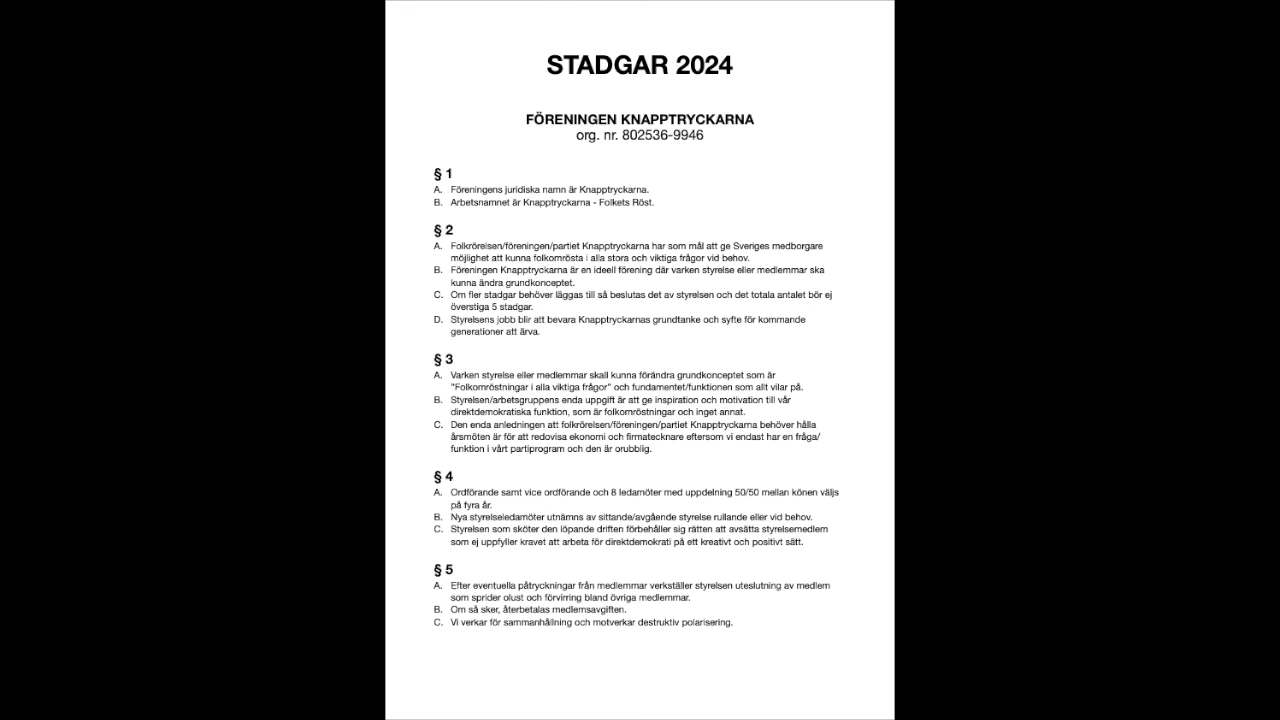 STADGAR 2024
FÖRENINGEN KNAPPTRYCKARNA
org. nr. 802536-9946
§ 1
A. Föreningens juridiska namn är Knapptryckarna.
B. Arbetsnamnet är Knapptryckarna - Folkets Röst.
§ 2
A. Folkrörelsen/föreningen/partiet Knapptryckarna har som mål att ge Sveriges medborgare
möjlighet att kunna folkomrösta i alla stora och viktiga frågor vid behov.
B. Föreningen Knapptryckarna är en ideell förening där varken styrelse eller medlemmar ska
kunna ändra grundkonceptet.
C. Om fler stadgar behöver läggas till så beslutas det av styrelsen och det totala antalet bör ej
överstiga 5 stadgar.
D. Styrelsens jobb blir att bevara Knapptryckarnas grundtanke och syfte för kommande
generationer att ärva.
§ 3
A. Varken styrelse eller medlemmar skall kunna förändra grundkonceptet som är
"Folkomröstningar i alla viktiga frågor" och fundamentet/funktionen som allt vilar på.
B. Styrelsen/arbetsgruppens enda uppgift är att ge inspiration och motivation till vår
direktdemokratiska funktion, som är folkomröstningar och inget annat.
C. Den enda anledningen att folkrörelsen/föreningen/partiet Knapptryckarna behöver hålla
årsmöten är för att redovisa ekonomi och firmatecknare eftersom vi endast har en fråga/
funktion i vårt partiprogram och den är orubblig.
§ 4
A. Ordförande samt vice ordförande och 8 ledamöter med uppdelning 50/50 mellan könen väljs
på fyra år.
B. Nya styrelseledamöter utnämns av sittande/avgående styrelse rullande eller vid behov.
C. Styrelsen som sköter den löpande driften förbehåller sig rätten att avsätta styrelsemedlem
som ej uppfyller kravet att arbeta för direktdemokrati på ett kreativt och positivt sätt.
§ 5
A. Efter eventuella påtryckningar från medlemmar verkställer styrelsen uteslutning av medlem
som sprider olust och förvirring bland övriga medlemmar.
B. Om så sker, återbetalas medlemsavgiften.
C. Vi verkar för sammanhållning och motverkar destruktiv polarisering.